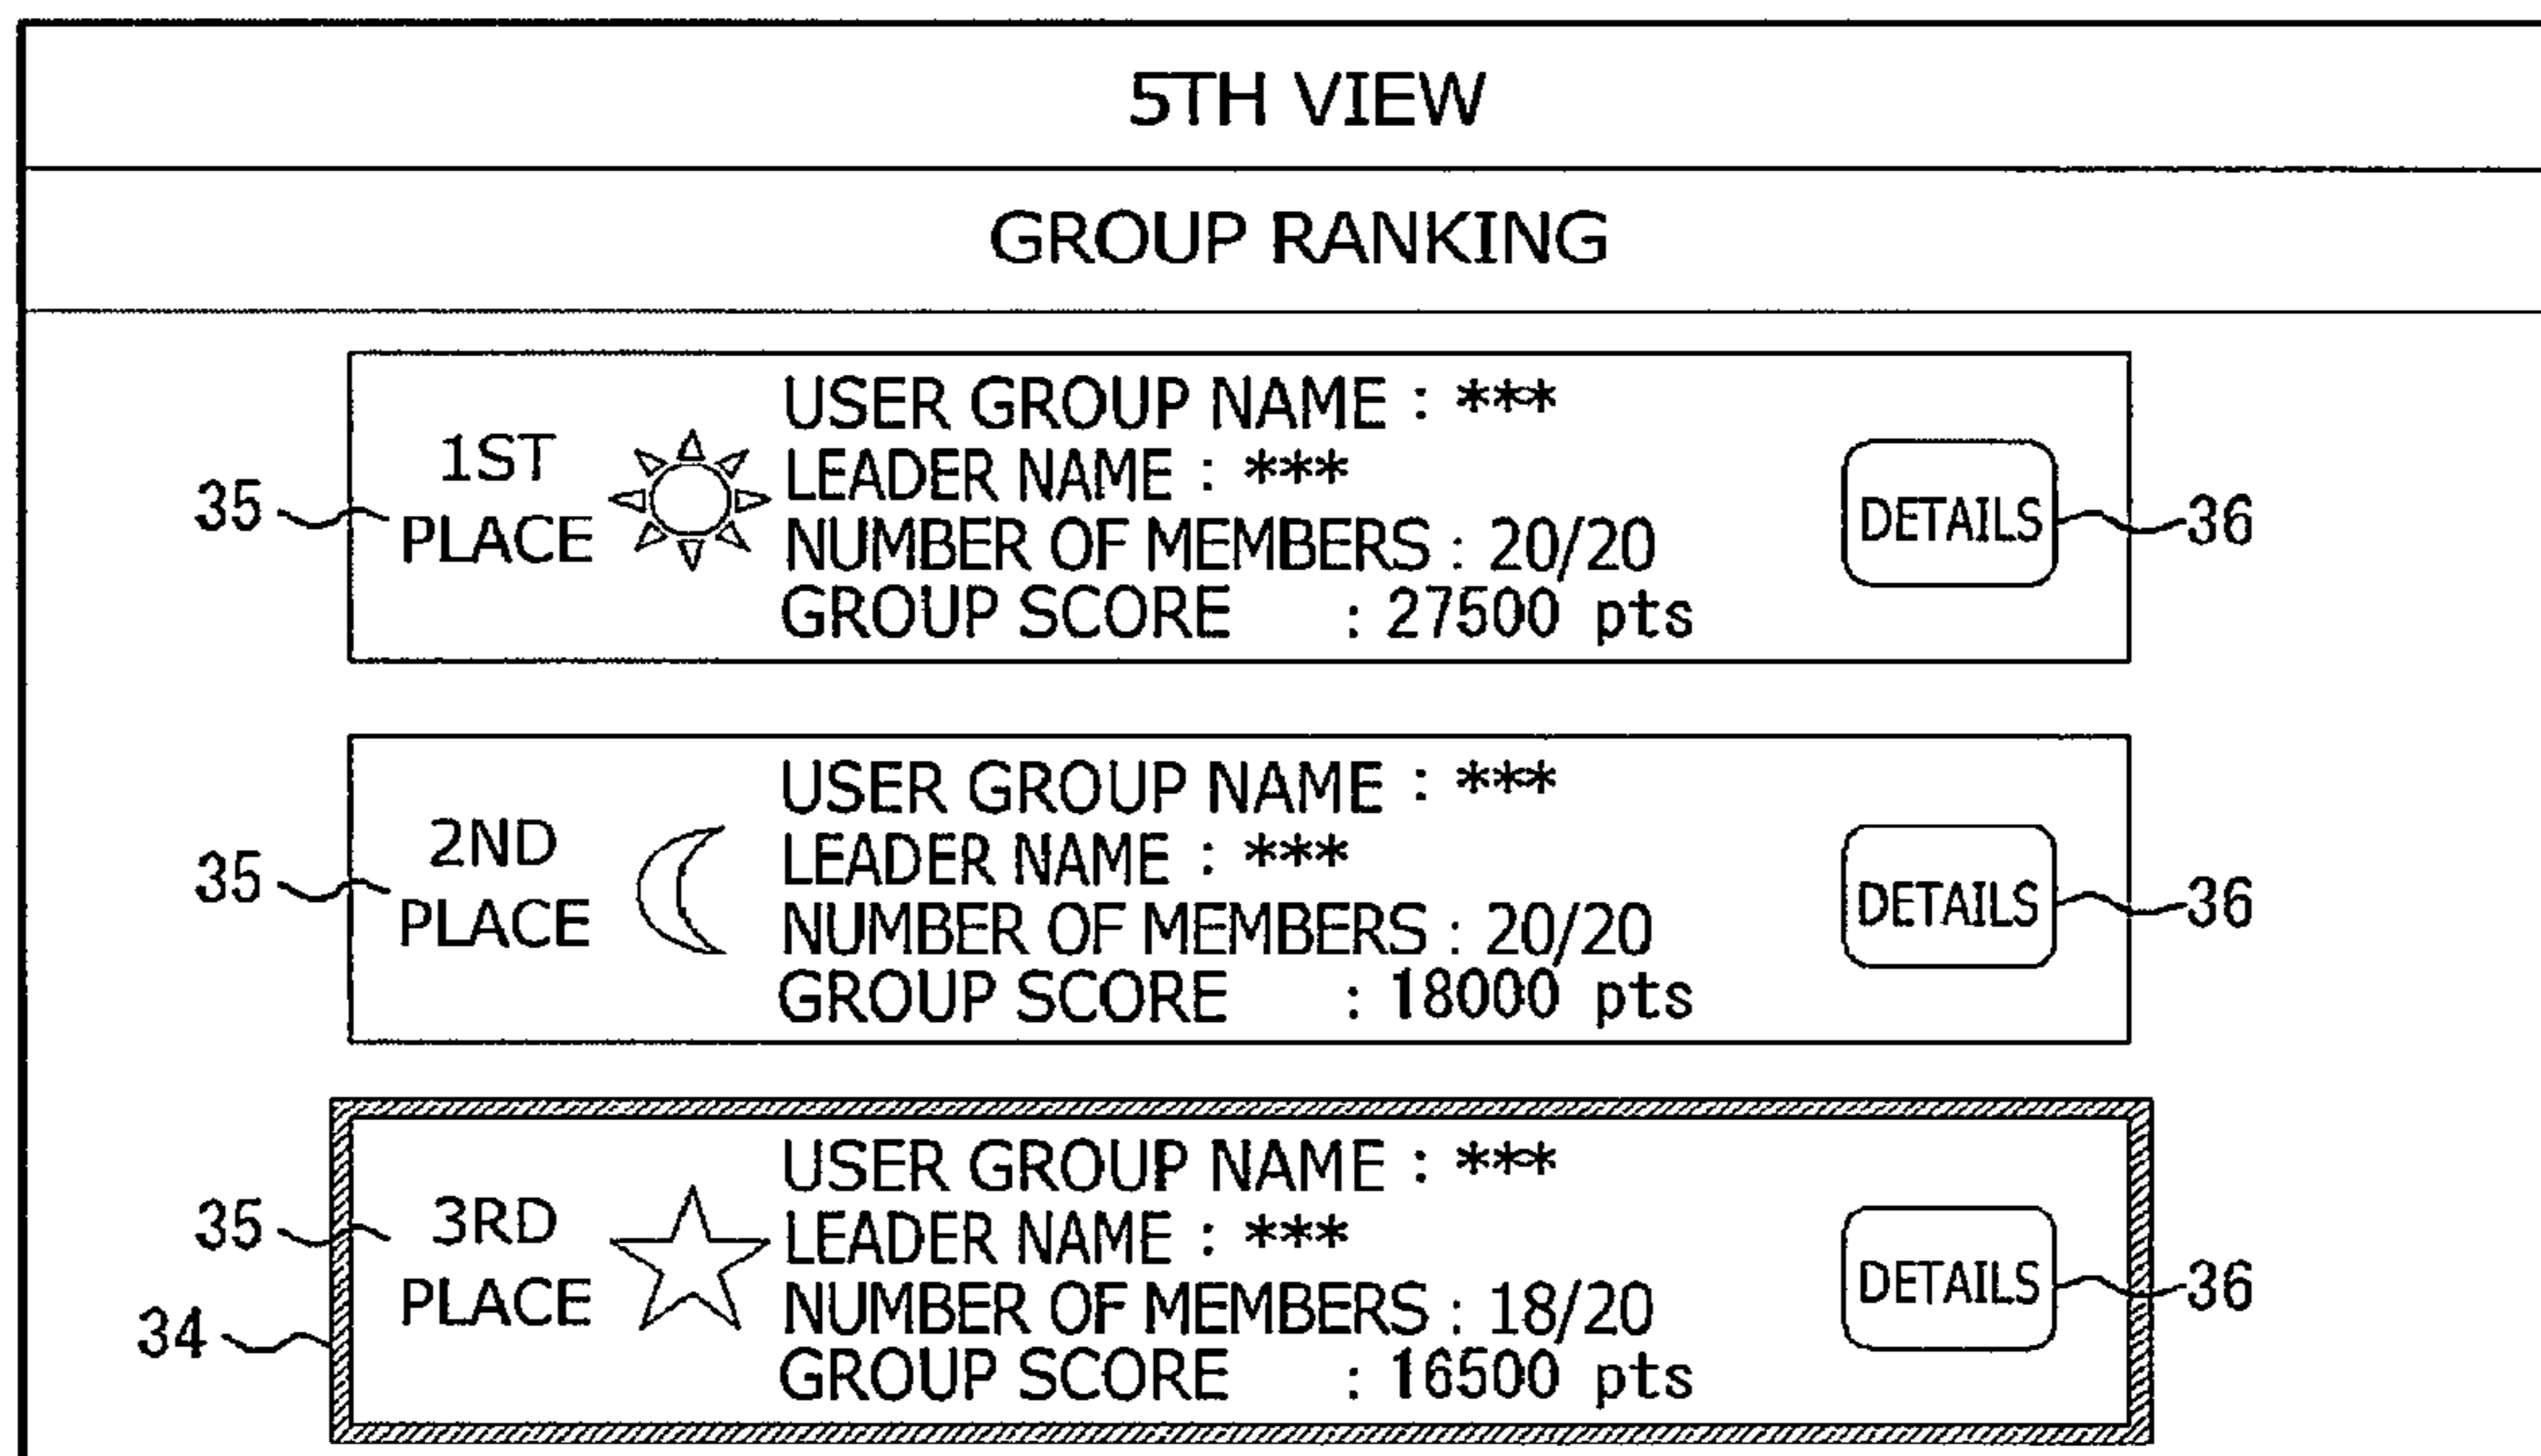 5TH VIEW
GROUP RANKING
USER GROUP NAME : ***
1ST
LEADER NAME : ***
35
PLACE
NUMBER OF MEMBERS : 20/20
DETAILS
36
GROUP SCORE : 27500 pts
USER GROUP NAME : ***
2ND
LEADER NAME : ***
35
PLACE
NUMBER OF MEMBERS : 20/20
DETAILS
36
GROUP SCORE : 18000 pts
USER GROUP NAME : ***
35
3RD
LEADER NAME : ***
PLACE
NUMBER OF MEMBERS : 18/20
DETAILS
36
34
GROUP SCORE : 16500 pts